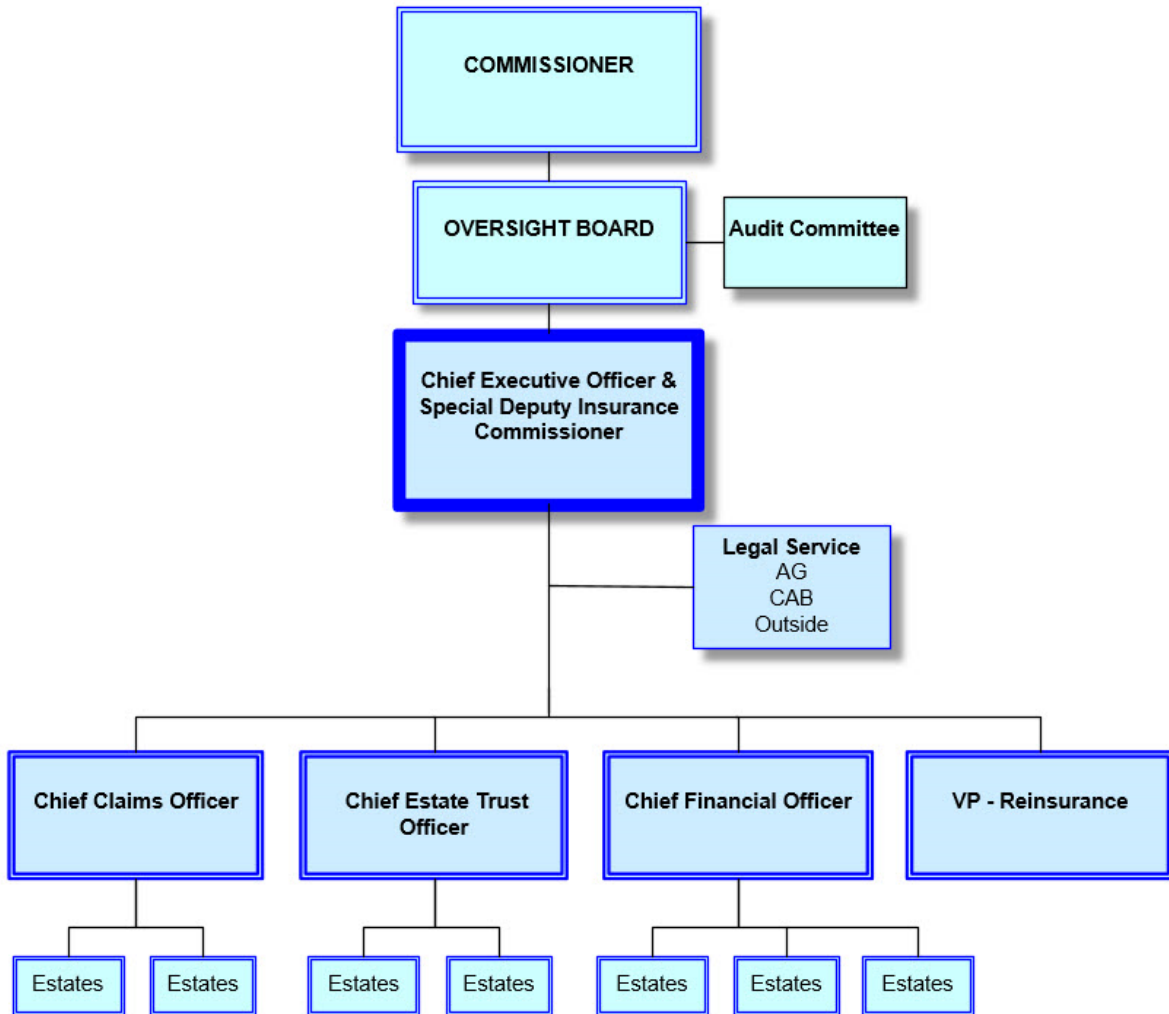 COMMISSIONER
OVERSIGHT BOARD
Audit Committee
Chief Executive Officer &
Special Deputy Insurance
Commissioner
Legal Service
AG
CAB
Outside
Chief Claims Officer
Chief Estate Trust
Officer
Chief Financial Officer
VP - Reinsurance
Estates
Estates
Estates
Estates
Estates
Estates
Estates